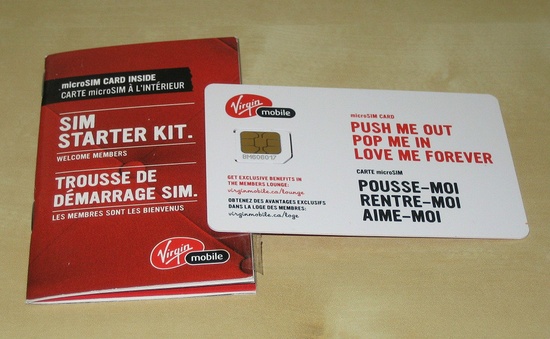 microSIM CARD INSIDE
CARTE microSIM À L'INTÉRIEUR
SIM
STARTER KIT.
WELCOME MEMBERS
TROUSSE DE
DÉMARRAGE SIM.
LES MEMBRES SONT LES BIENVENUS
Virgin mobile
Virgin mobile
BM808017
GET EXCLUSIVE BENEFITS IN
THE MEMBERS LOUNGE:
virginmobile.ca/lounge
OBTENEZ DES AVANTAGES EXCLUSIFS
DANS LA LOGE DES MEMBRES:
virginmobile.ca/loge
microSIM CARD
PUSH ME OUT
POP ME IN
LOVE ME FOREVER
CARTE microSIM
POUSSE-MOI
RENTRE-MOI
AIME-MOI